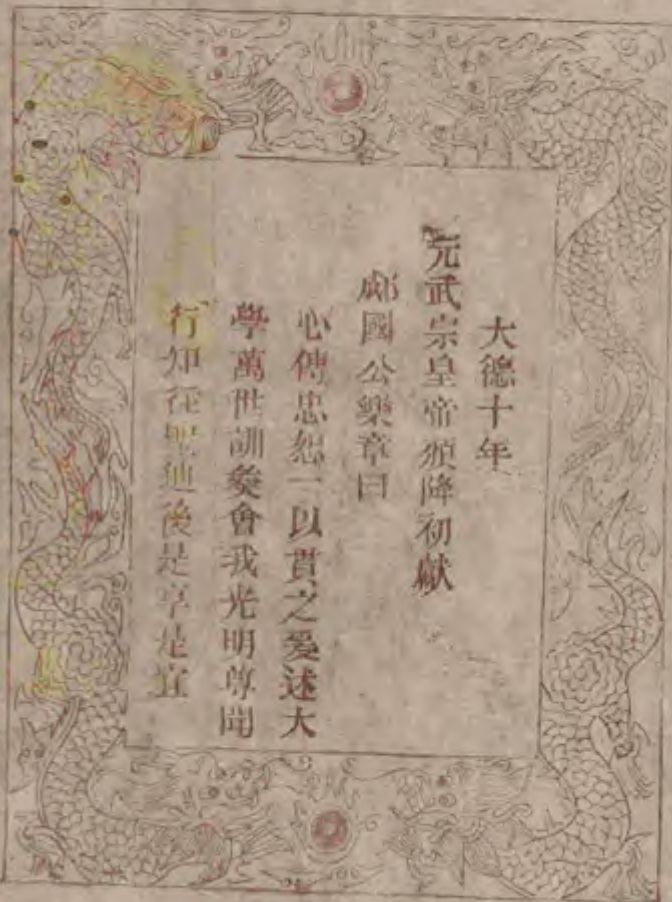 大德十年
元武宗皇帝頒降初獻
郕國公樂章曰
心傳忠恕一以貫之爰述大
學萬世訓彝會我光明尊聞
行知聖迪後是享是宜